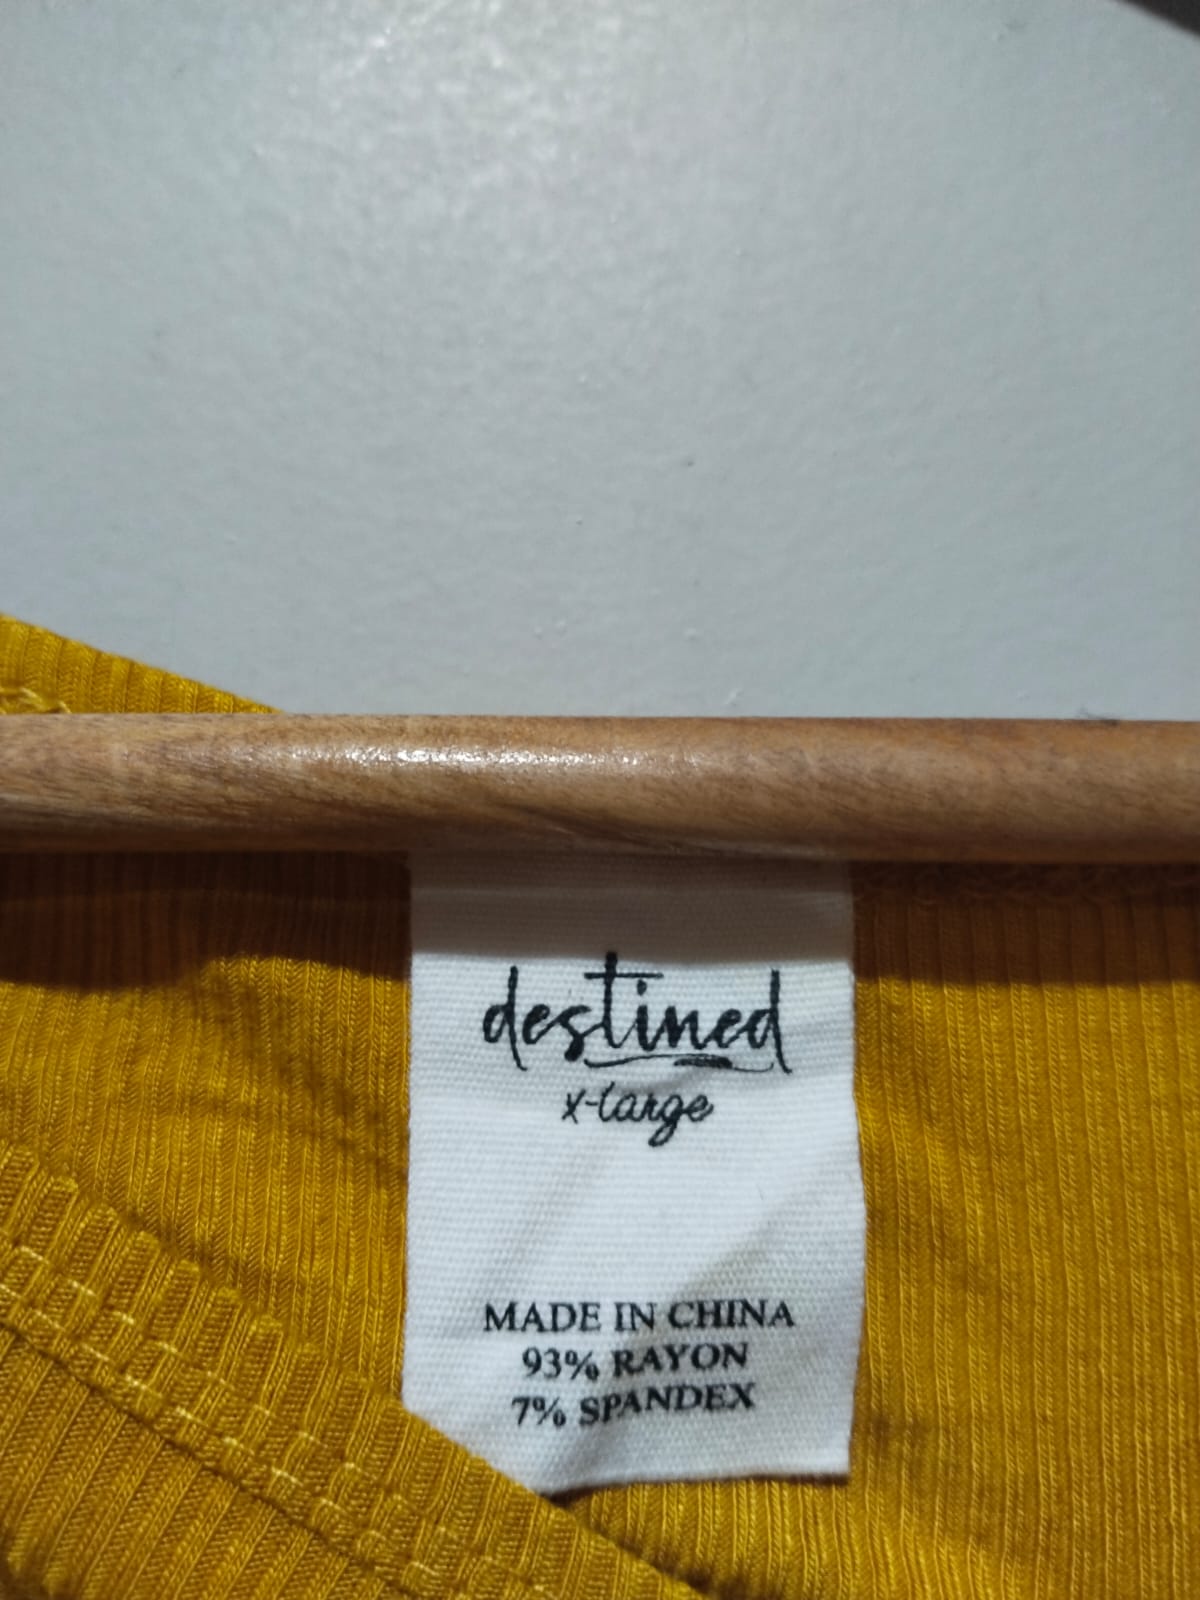 destined
x-large
MADE IN CHINA
93% RAYON
7% SPANDEX